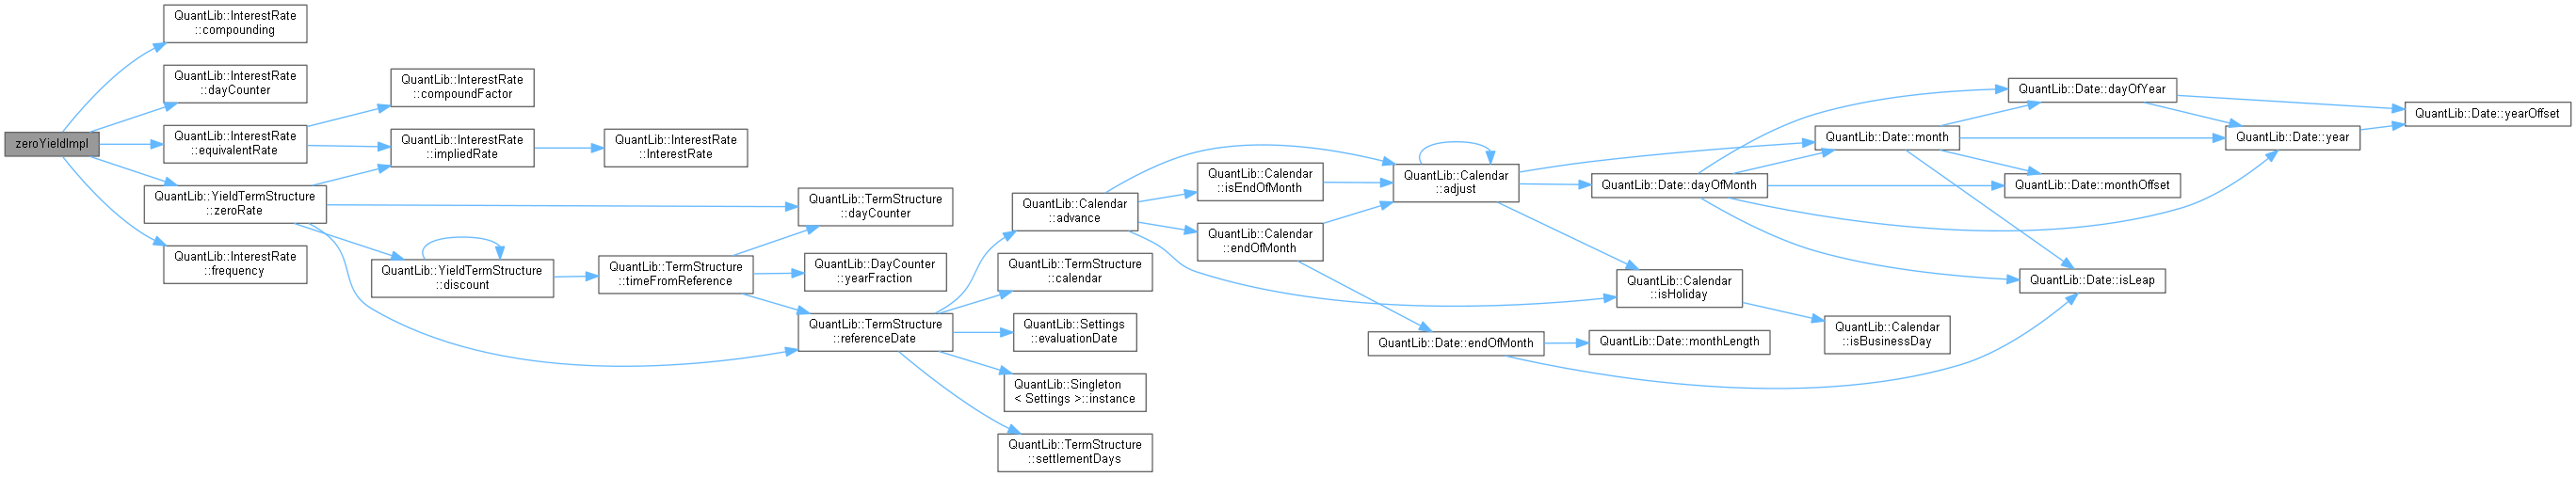 zeroYieldImpl
QuantLib::InterestRate
::compounding
QuantLib::InterestRate
::dayCounter
QuantLib::InterestRate
::equivalentRate
QuantLib::YieldTermStructure
::zeroRate
QuantLib::InterestRate
::frequency
QuantLib::InterestRate
::compoundFactor
QuantLib::InterestRate
::impliedRate
QuantLib::YieldTermStructure
::discount
QuantLib::InterestRate
::InterestRate
QuantLib::TermStructure
::timeFromReference
QuantLib::TermStructure
::dayCounter
QuantLib::DayCounter
::yearFraction
QuantLib::TermStructure
::referenceDate
QuantLib::Calendar
::advance
QuantLib::TermStructure
::calendar
QuantLib::Settings
::evaluationDate
QuantLib::Singleton
< Settings >::instance
QuantLib::TermStructure
::settlementDays
QuantLib::Calendar
::isEndOfMonth
QuantLib::Calendar
::endOfMonth
QuantLib::Calendar
::adjust
QuantLib::Date::endOfMonth
QuantLib::Date::dayOfMonth
QuantLib::Calendar
::isHoliday
QuantLib::Date::monthLength
QuantLib::Date::month
QuantLib::Calendar
::isBusinessDay
QuantLib::Date::dayOfYear
QuantLib::Date::monthOffset
QuantLib::Date::isLeap
QuantLib::Date::year
QuantLib::Date::yearOffset